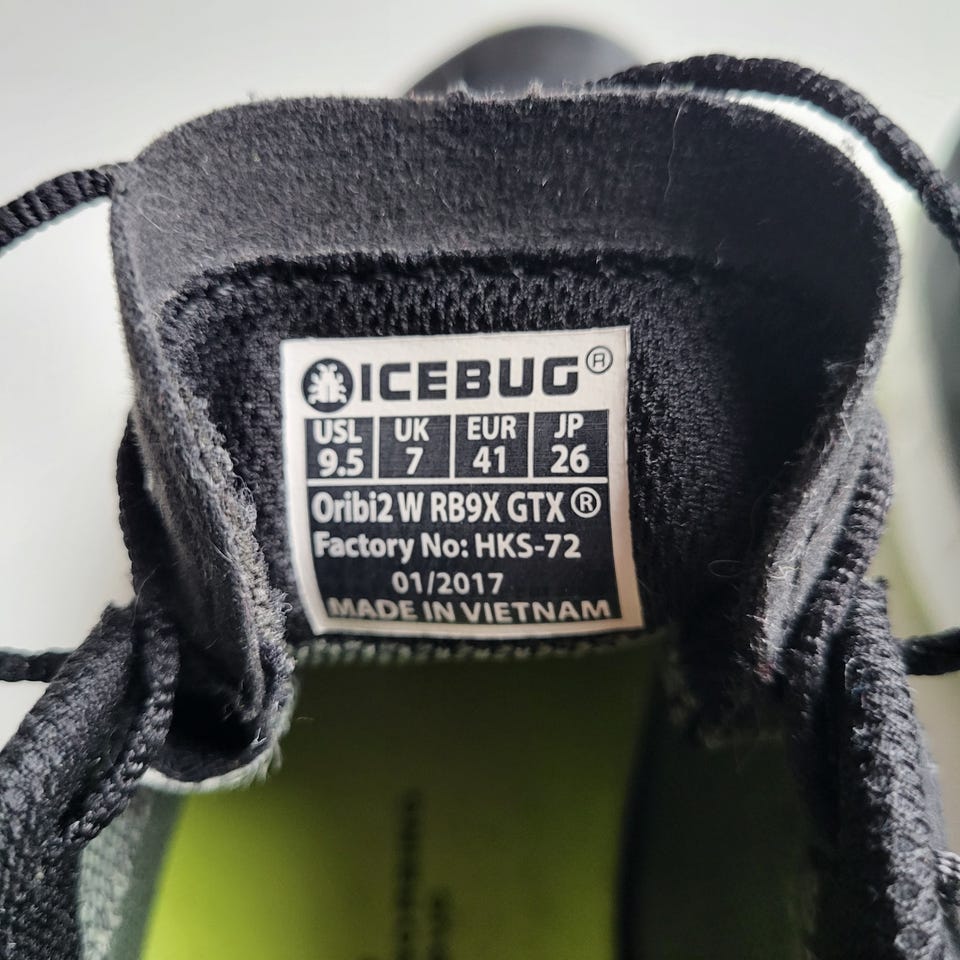 ICEBUG®
USL UK EUR JP
9.5 7 41 26
Oribi2 W RB9X GTX®
Factory No: HKS-72
01/2017
MADE IN VIETNAM